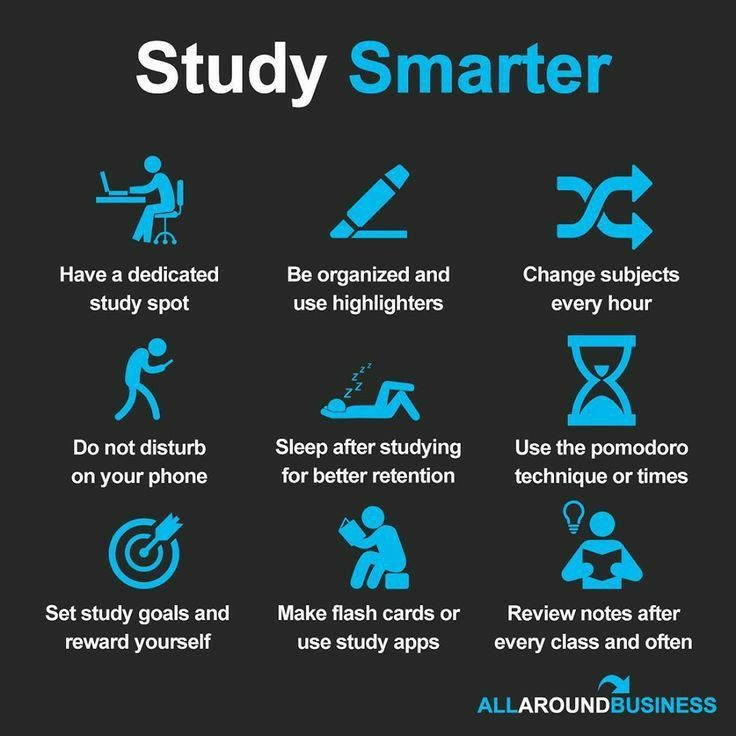 Study Smarter
Have a dedicated
study spot
Be organized and
use highlighters
Change subjects
every hour
Do not disturb
on your phone
z z z z
Sleep after studying
for better retention
Use the pomodoro
technique or times
Set study goals and
reward yourself
Make flash cards or
use study apps
Review notes after
every class and often
ALLAROUNDBUSINESS